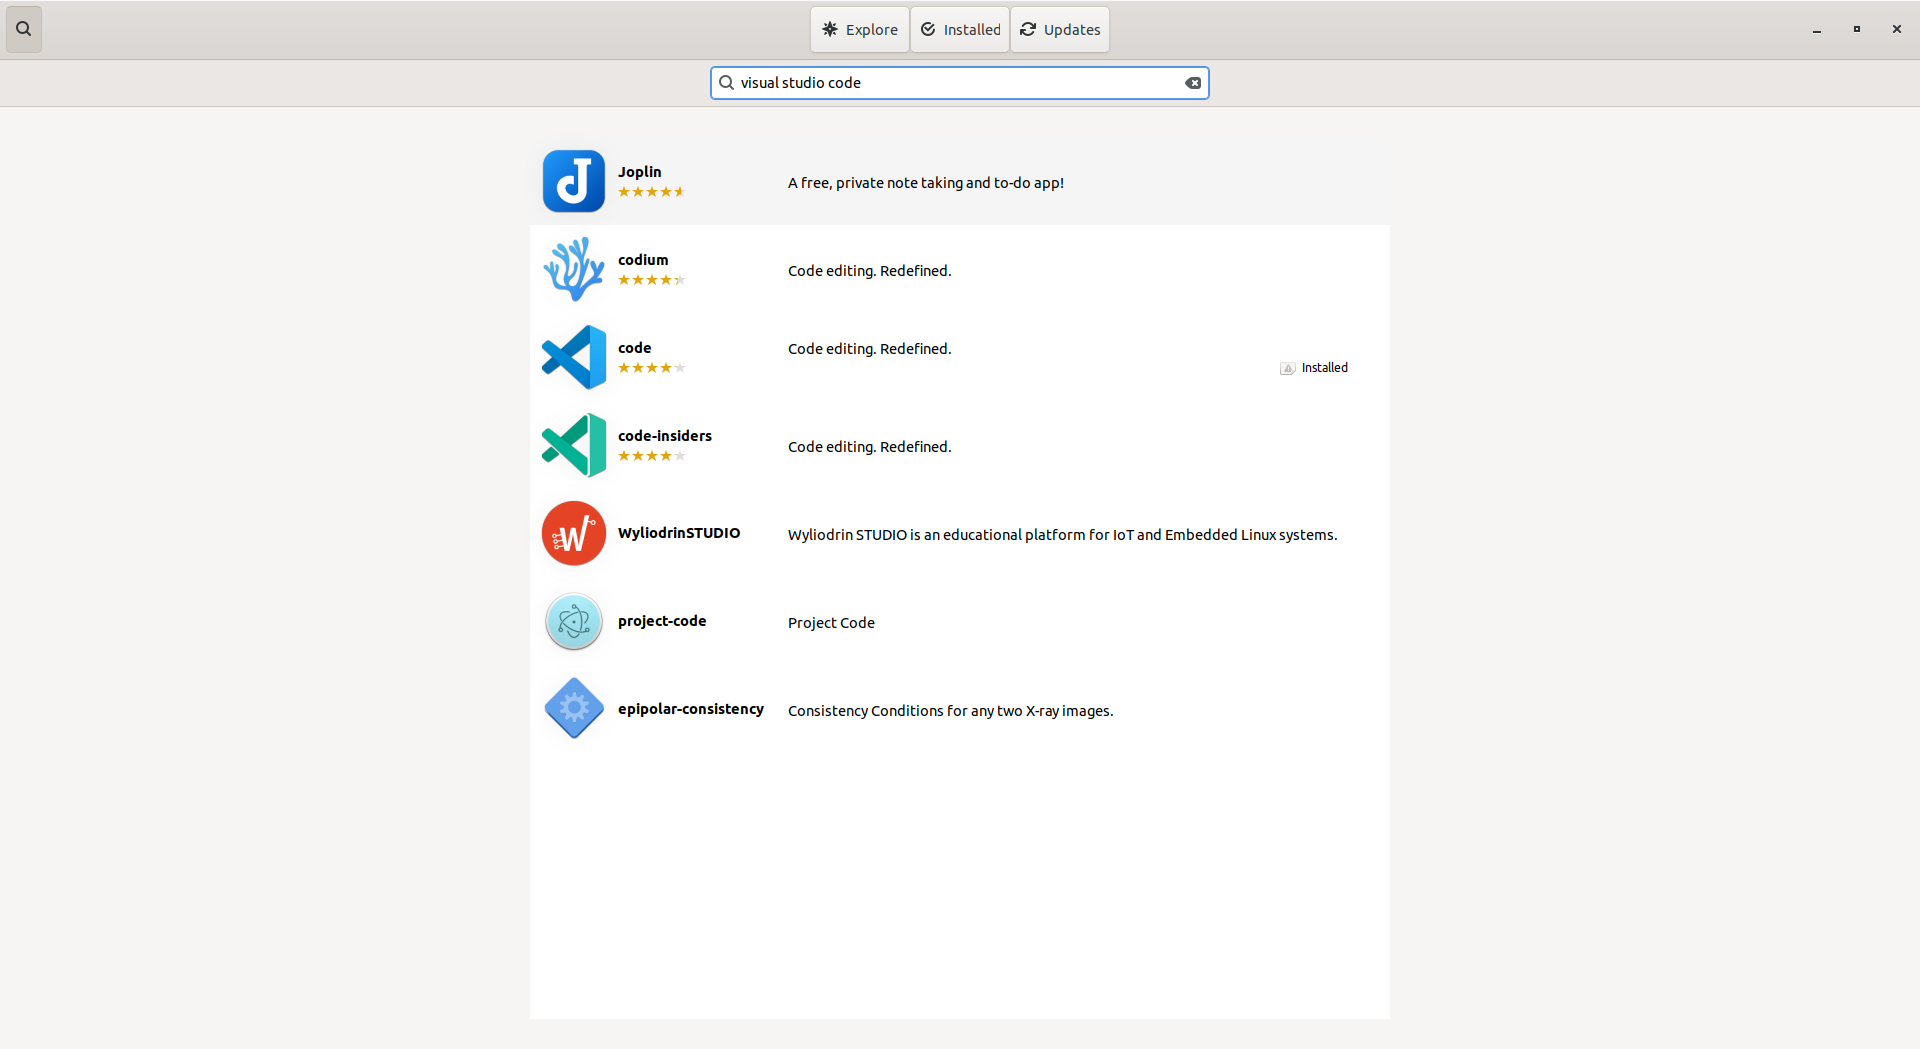 Explore Installed Updates
visual studio code
Joplin
A free, private note taking and to-do app!
codium
Code editing. Redefined.
code
Code editing. Redefined.
Installed
code-insiders
Code editing. Redefined.
WyliodrinSTUDIO
Wyliodrin STUDIO is an educational platform for IoT and Embedded Linux systems.
project-code
Project Code
epipolar-consistency
Consistency Conditions for any two X-ray images.